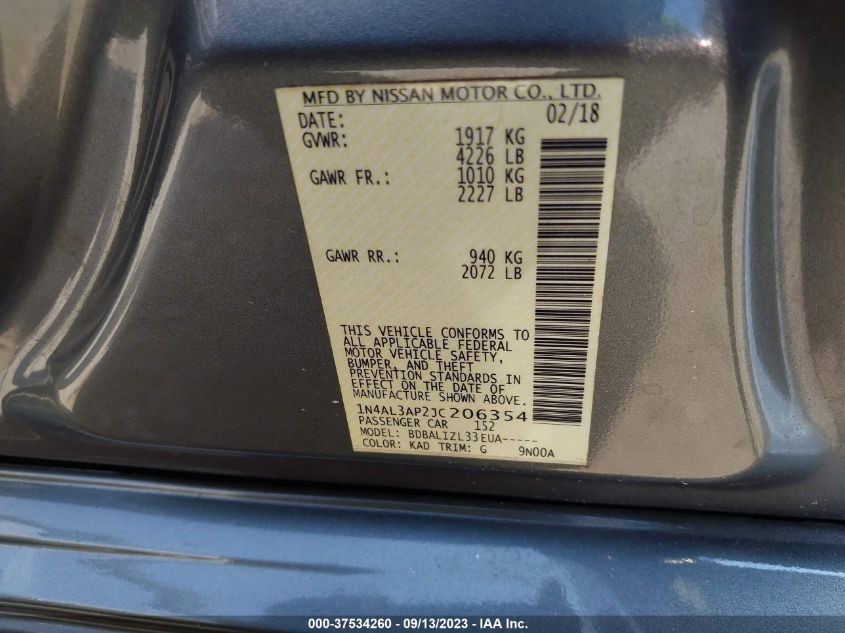 MFD BY NISSAN MOTOR CO., LTD.
DATE: 02/18
GVWR: 1917 KG
4226 LB
GAWR FR.: 1010 KG
2227 LB
GAWR RR.: 940 KG
2072 LB
THIS VEHICLE CONFORMS TO
ALL APPLICABLE FEDERAL
MOTOR VEHICLE SAFETY,
BUMPER, AND THEFT
PREVENTION STANDARDS IN
EFFECT ON THE DATE OF
MANUFACTURE SHOWN ABOVE.
1N4AL3AP2JC206354
PASSENGER CAR 152
MODEL: BDBALIZL33EUA-----
COLOR: KAD TRIM: G 9N00A
000-37534260 - 09/13/2023 - IAA Inc.